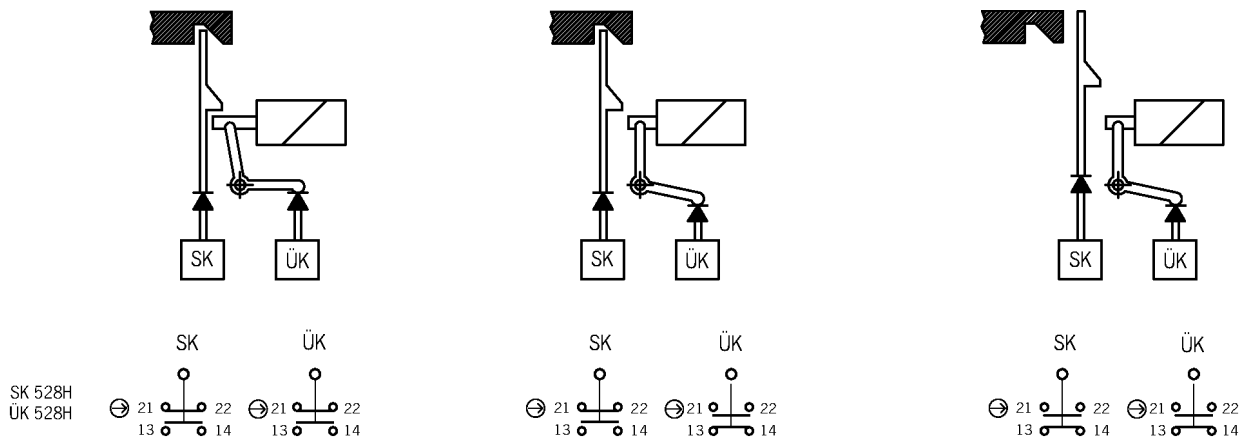 SK ÜK SK ÜK SK ÜK
SK ÜK SK ÜK SK ÜK
SK 528H
ÜK 528H
21 22 21 22 21 22 21 22 21 22 21 22
13 14 13 14 13 14 13 14 13 14 13 14